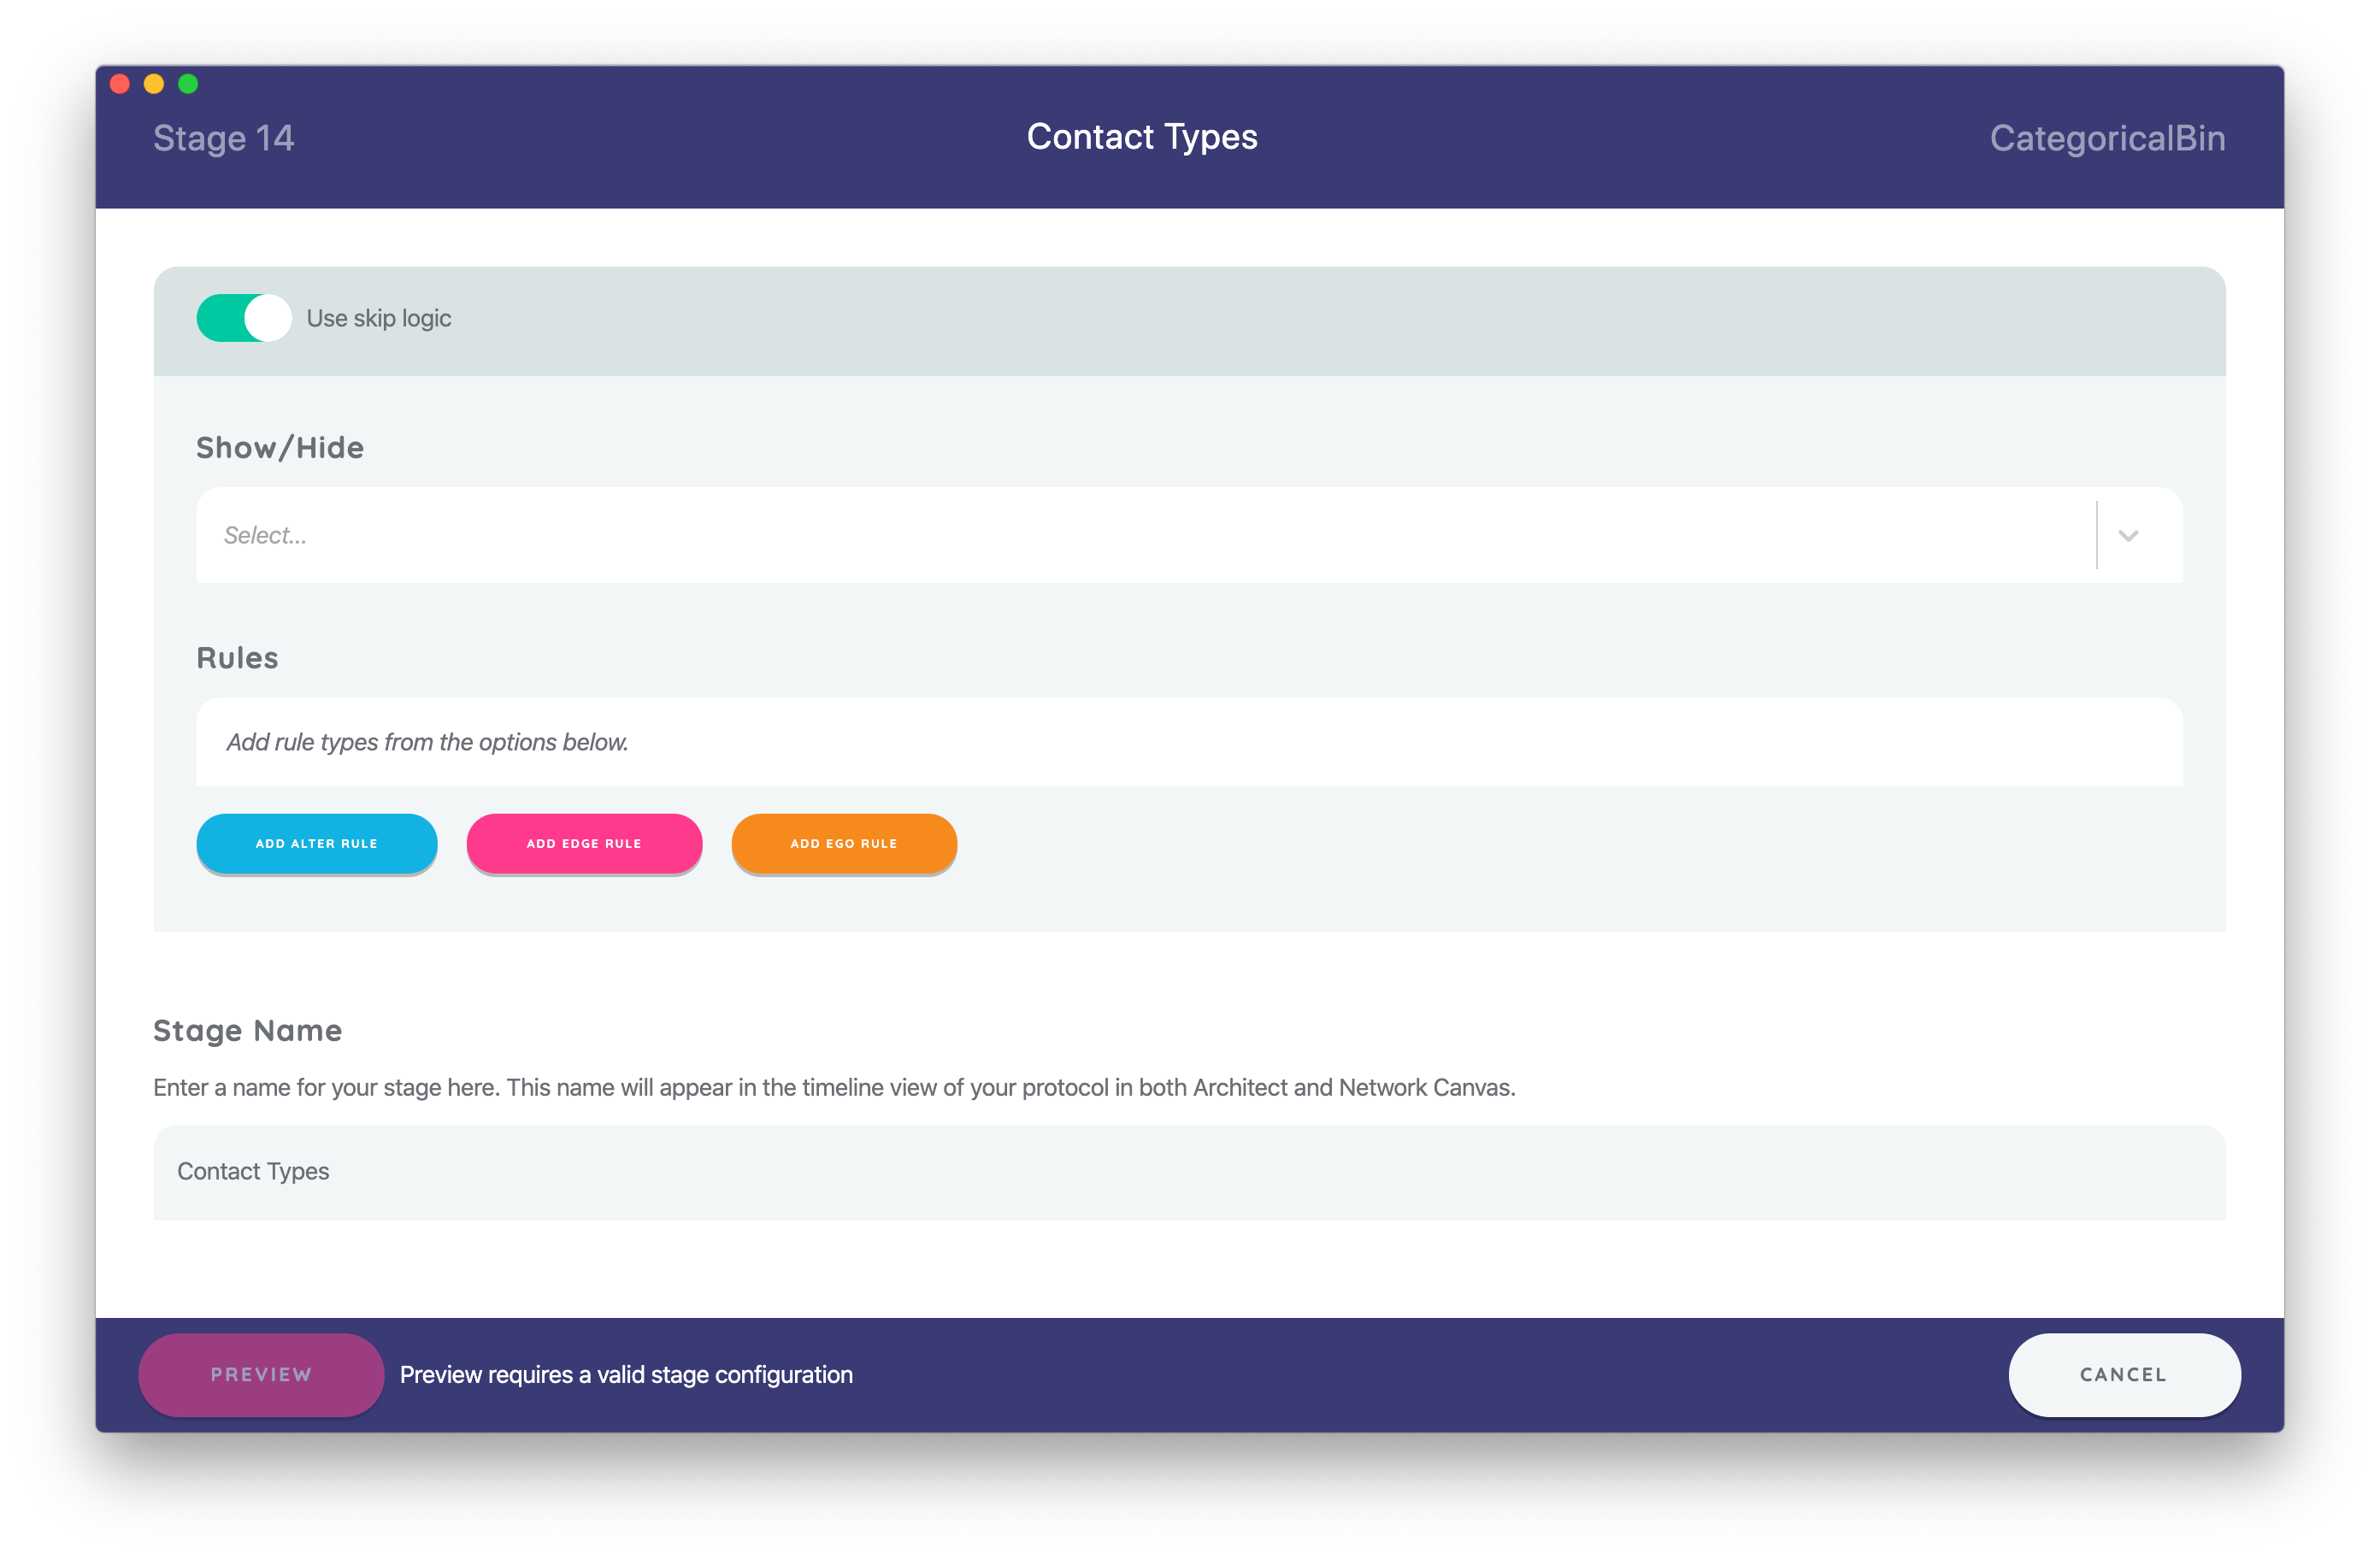 Stage 14
Contact Types
CategoricalBin
Use skip logic
Show/Hide
Select...
Rules
Add rule types from the options below.
ADD ALTER RULE
ADD EDGE RULE
ADD EGO RULE
Stage Name
Enter a name for your stage here. This name will appear in the timeline view of your protocol in both Architect and Network Canvas.
Contact Types
PREVIEW
Preview requires a valid stage configuration
CANCEL